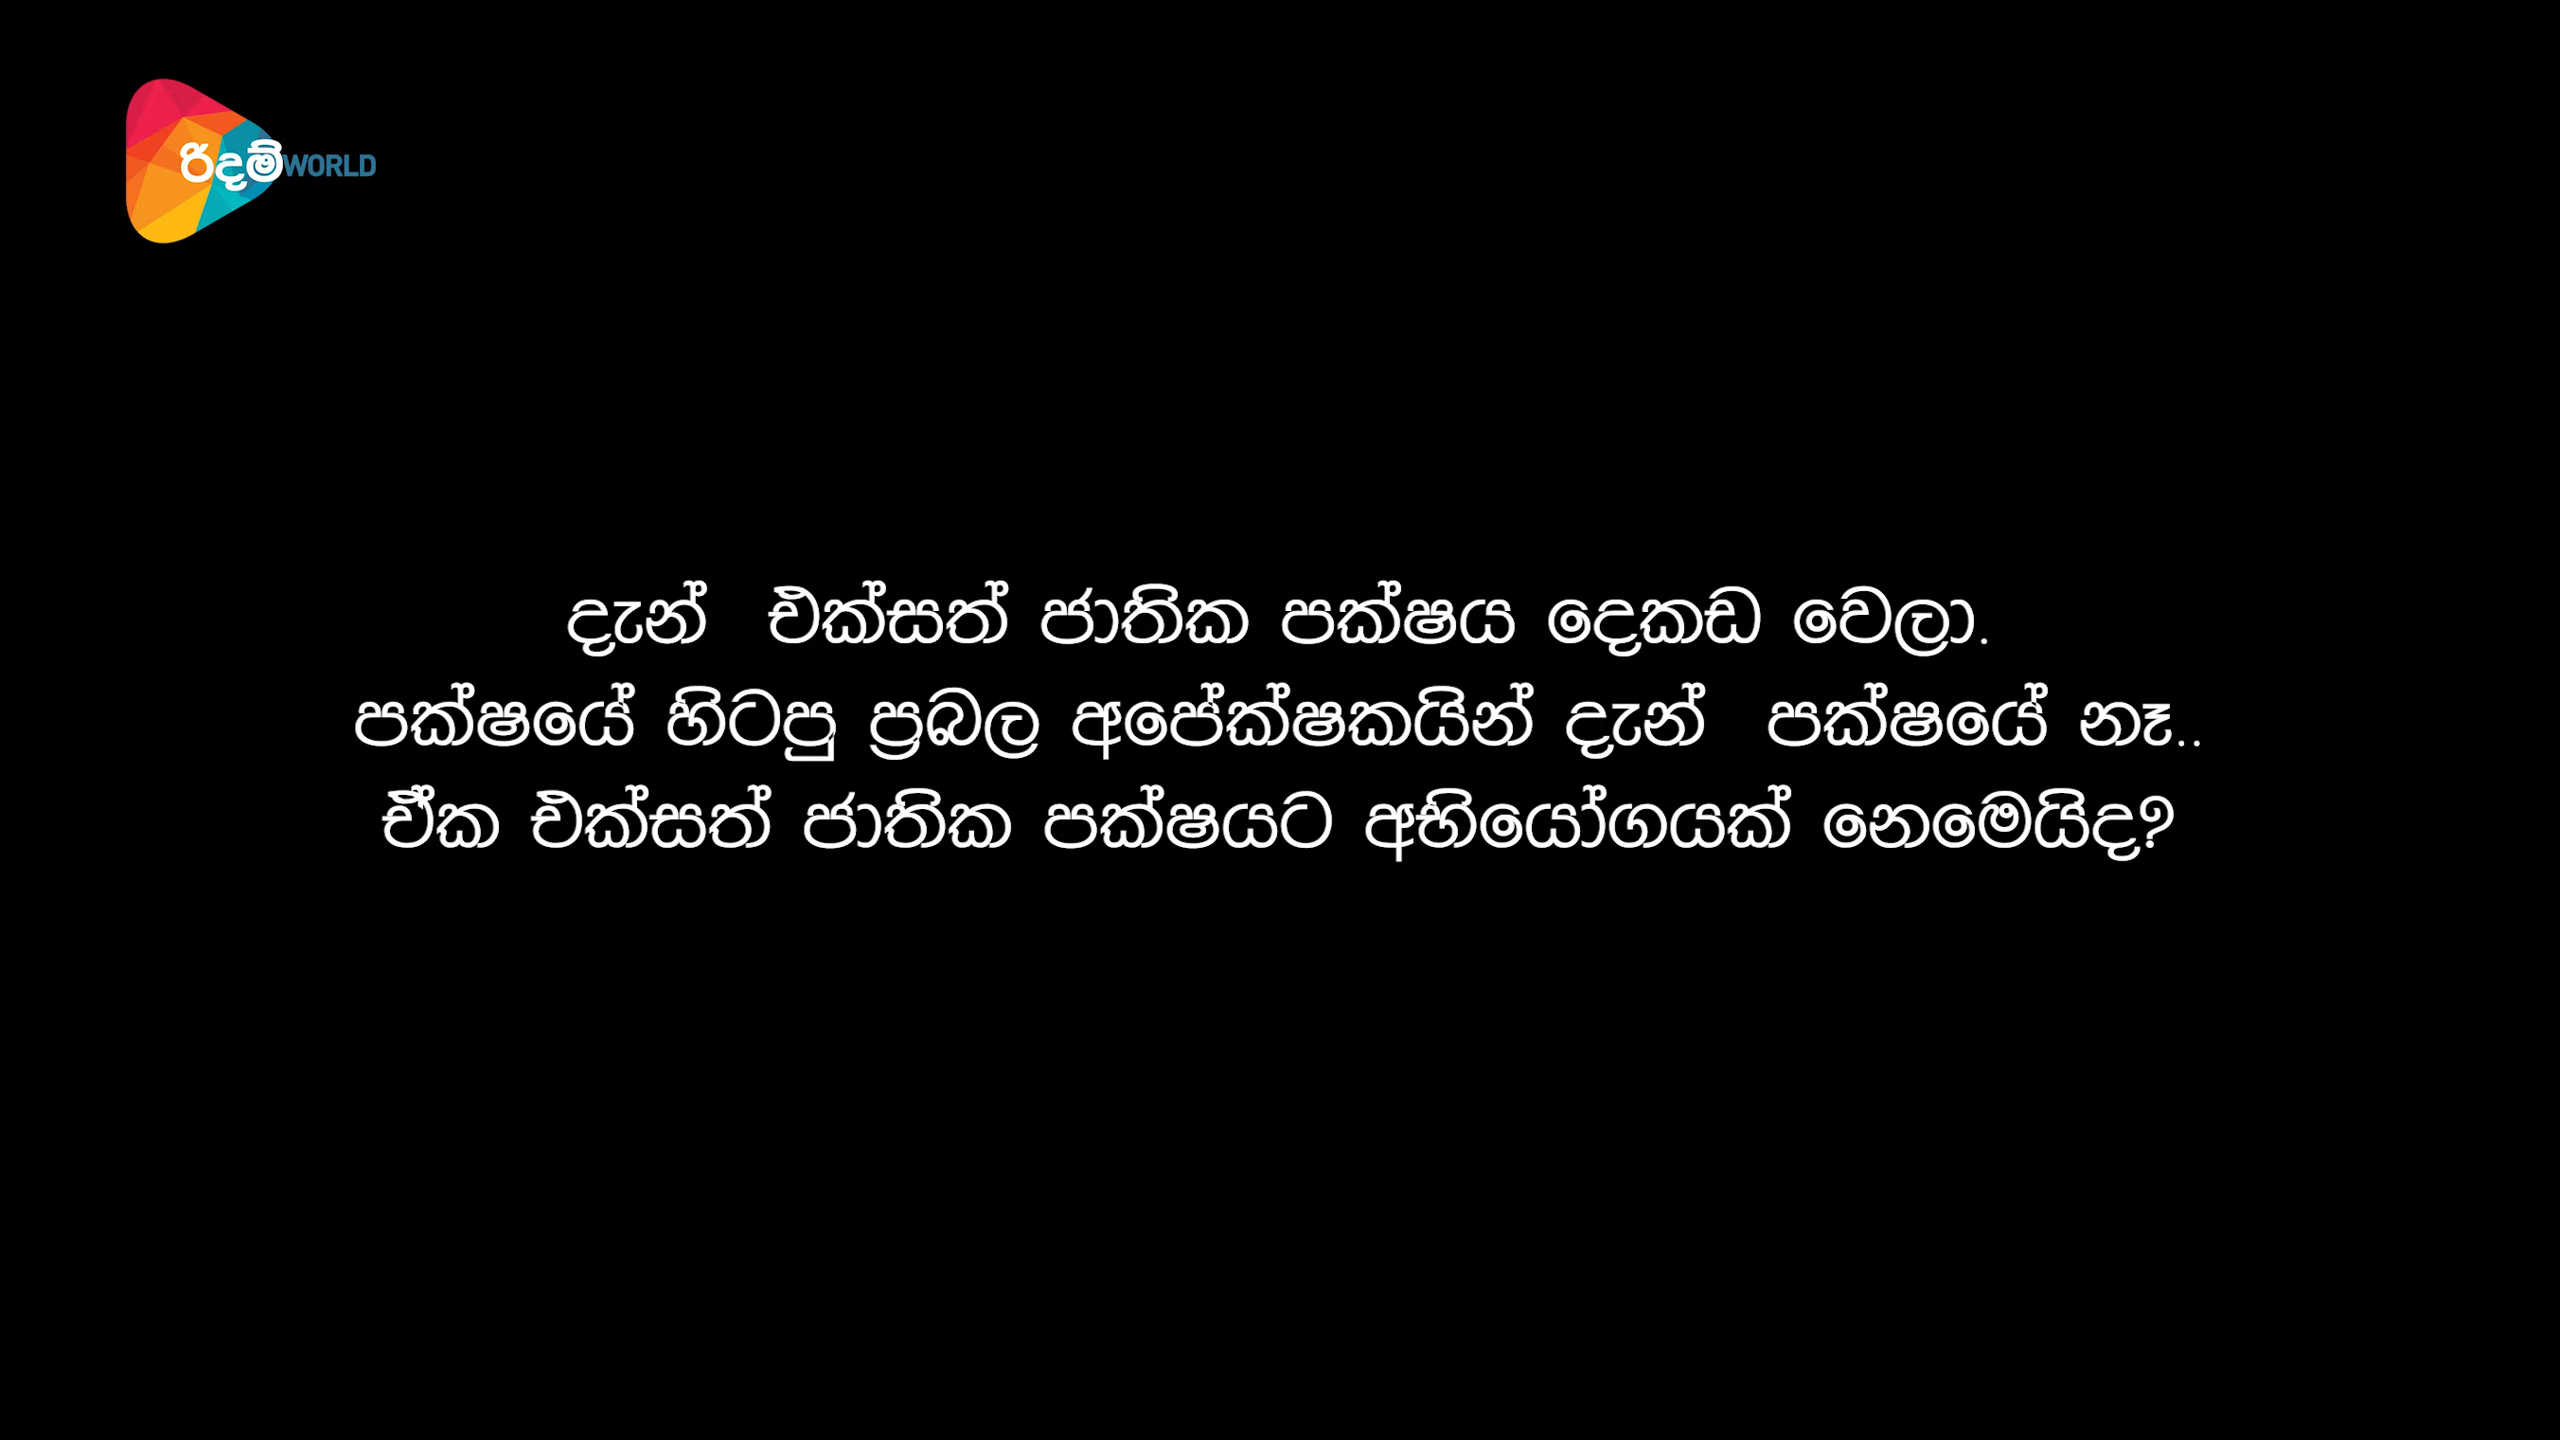 රිදම් WORLD
දැන්  එක්සත් ජාතික පක්ෂය දෙකඩ වෙලා.
පක්ෂයේ හිටපු ප්‍රබල අපේක්ෂකයින් දැන්  පක්ෂයේ නෑ..
ඒක එක්සත් ජාතික පක්ෂයට අභියෝගයක් නෙමෙයිද?